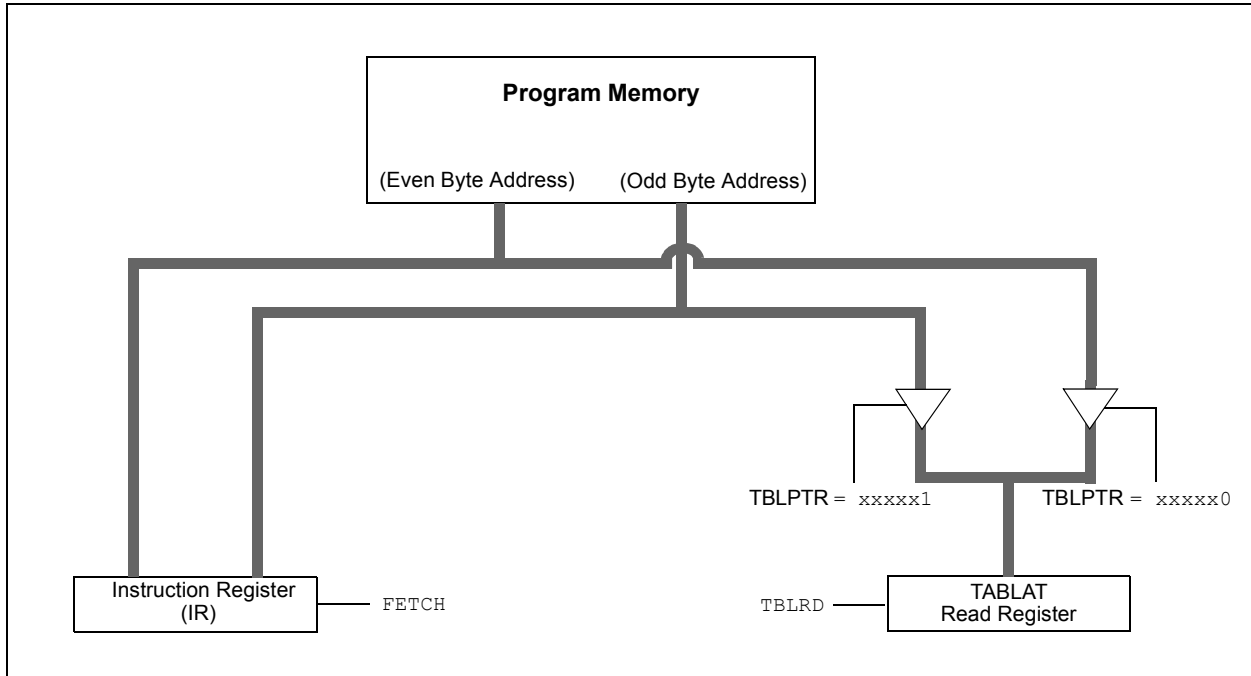 Program Memory
(Even Byte Address) (Odd Byte Address)
TBLPTR = xxxxx1
TBLPTR = xxxxx0
Instruction Register
(IR)
FETCH
TBLRD
TABLAT
Read Register